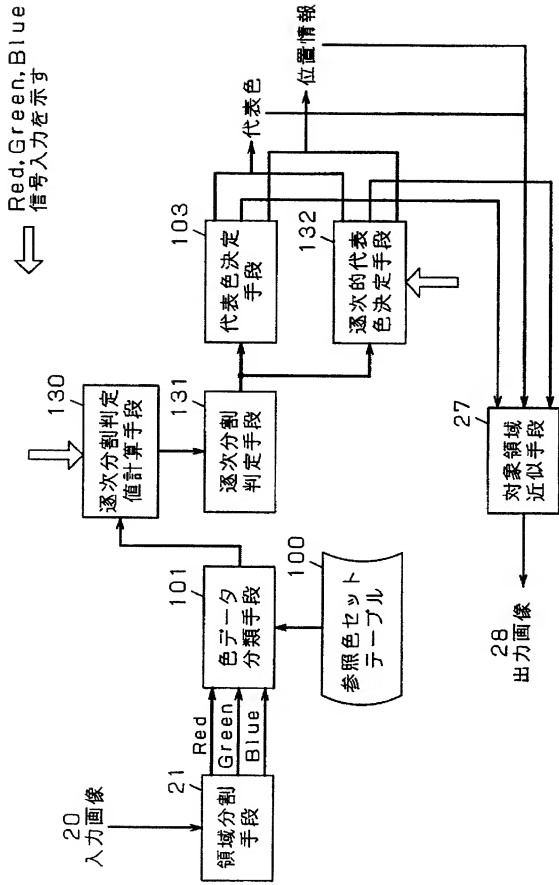 Red,Green,Blue
信号入力を示す
20
入力画像
21
領域分割
手段
Red
Green
Blue
101
色データ
分類手段
100
参照色セット
テーブル
130
逐次分割判定
値計算手段
131
逐次分割
判定手段
103
代表色決定
手段
132
逐次的代表
色決定手段
代表色
位置情報
27
対象領域
近似手段
28
出力画像